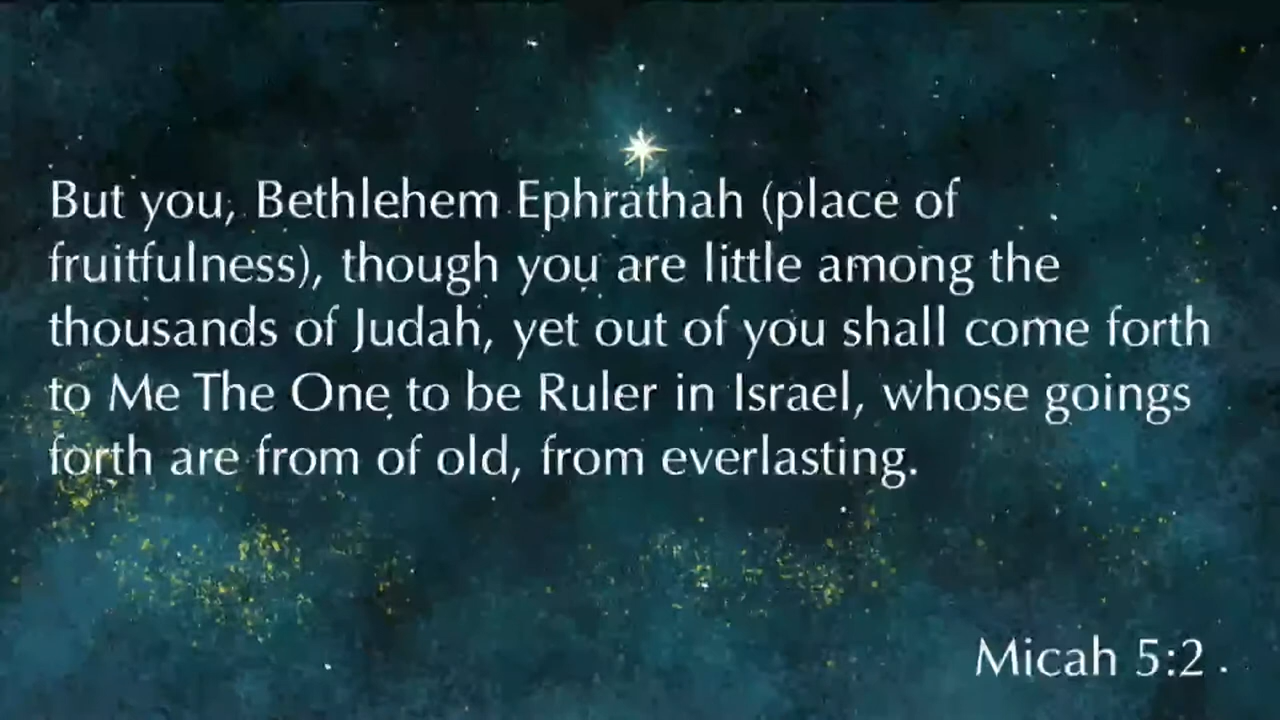 But you, Bethlehem Ephrathah (place of
fruitfulness), though you are little among the
thousands of Judah, yet out of you shall come forth
to Me The One to be Ruler in Israel, whose goings
forth are from of old, from everlasting.
Micah 5:2